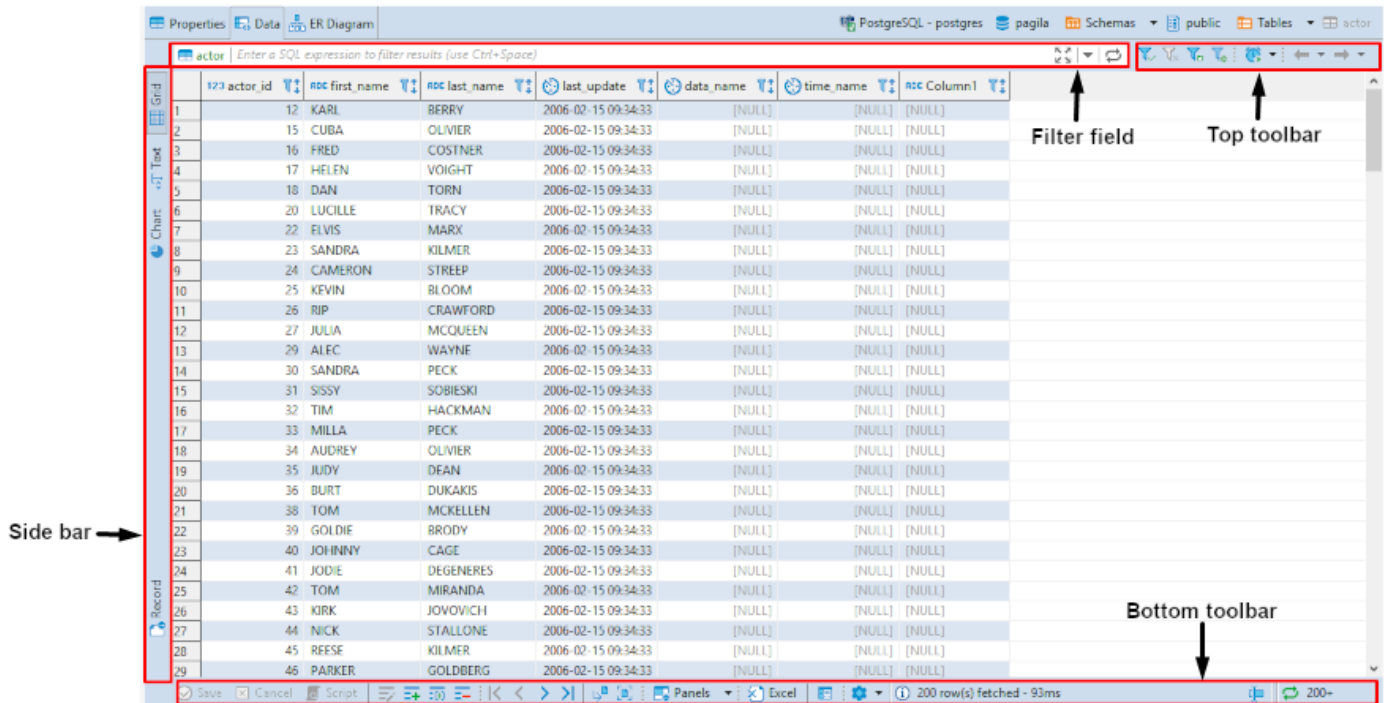 Properties Data ER Diagram PostgreSQL - postgres pagila Schemas public Tables actor
actor Enter a SQL expression to filter results (use Ctrl+Space)
123 actor_id ABC first_name ABC last_name last_update data_name time_name ABC Column1
Filter field
Top toolbar
Grid
Text
Chart
Record
Side bar
1 12 KARL BERRY 2006-02-15 09:34:33 [NULL] [NULL] [NULL]
2 15 CUBA OLIVIER 2006-02-15 09:34:33 [NULL] [NULL] [NULL]
3 16 FRED COSTNER 2006-02-15 09:34:33 [NULL] [NULL] [NULL]
4 17 HELEN VOIGHT 2006-02-15 09:34:33 [NULL] [NULL] [NULL]
5 18 DAN TORN 2006-02-15 09:34:33 [NULL] [NULL] [NULL]
6 20 LUCILLE TRACY 2006-02-15 09:34:33 [NULL] [NULL] [NULL]
7 22 ELVIS MARX 2006-02-15 09:34:33 [NULL] [NULL] [NULL]
8 23 SANDRA KILMER 2006-02-15 09:34:33 [NULL] [NULL] [NULL]
9 24 CAMERON STREEP 2006-02-15 09:34:33 [NULL] [NULL] [NULL]
10 25 KEVIN BLOOM 2006-02-15 09:34:33 [NULL] [NULL] [NULL]
11 26 RIP CRAWFORD 2006-02-15 09:34:33 [NULL] [NULL] [NULL]
12 27 JULIA MCQUEEN 2006-02-15 09:34:33 [NULL] [NULL] [NULL]
13 29 ALEC WAYNE 2006-02-15 09:34:33 [NULL] [NULL] [NULL]
14 30 SANDRA PECK 2006-02-15 09:34:33 [NULL] [NULL] [NULL]
15 31 SISSY SOBIESKI 2006-02-15 09:34:33 [NULL] [NULL] [NULL]
16 32 TIM HACKMAN 2006-02-15 09:34:33 [NULL] [NULL] [NULL]
17 33 MILLA PECK 2006-02-15 09:34:33 [NULL] [NULL] [NULL]
18 34 AUDREY OLIVIER 2006-02-15 09:34:33 [NULL] [NULL] [NULL]
19 35 JUDY DEAN 2006-02-15 09:34:33 [NULL] [NULL] [NULL]
20 36 BURT DUKAKIS 2006-02-15 09:34:33 [NULL] [NULL] [NULL]
21 38 TOM MCKELLEN 2006-02-15 09:34:33 [NULL] [NULL] [NULL]
22 39 GOLDIE BRODY 2006-02-15 09:34:33 [NULL] [NULL] [NULL]
23 40 JOHNNY CAGE 2006-02-15 09:34:33 [NULL] [NULL] [NULL]
24 41 JODIE DEGENERES 2006-02-15 09:34:33 [NULL] [NULL] [NULL]
25 42 TOM MIRANDA 2006-02-15 09:34:33 [NULL] [NULL] [NULL]
26 43 KIRK JOVOVICH 2006-02-15 09:34:33 [NULL] [NULL] [NULL]
27 44 NICK STALLONE 2006-02-15 09:34:33 [NULL] [NULL] [NULL]
28 45 REESE KILMER 2006-02-15 09:34:33 [NULL] [NULL] [NULL]
29 46 PARKER GOLDBERG 2006-02-15 09:34:33 [NULL] [NULL] [NULL]
Bottom toolbar
Save Cancel Script Panels Excel 200 row(s) fetched - 93ms 200+